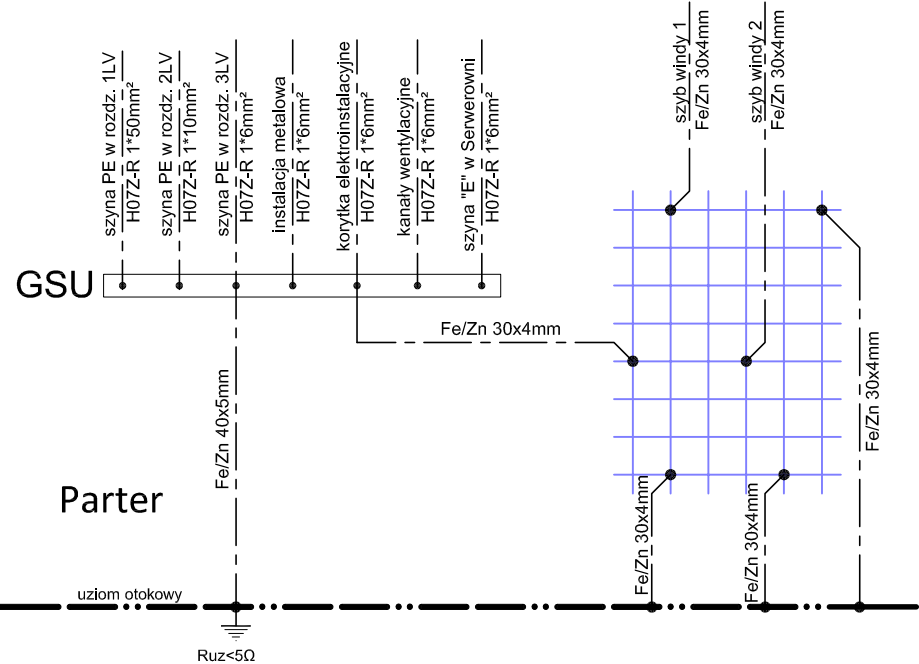 szyna PE w rozdz. 1LV
H07Z-R 1*50mm²
szyna PE w rozdz. 2LV
H07Z-R 1*10mm²
szyna PE w rozdz. 3LV
H07Z-R 1*6mm²
instalacja metalowa
H07Z-R 1*6mm²
korytka elektroinstalacyjne
H07Z-R 1*6mm²
kanały wentylacyjne
H07Z-R 1*6mm²
szyna "E" w Serwerowni
H07Z-R 1*6mm²
szyb windy 1
Fe/Zn 30x4mm
szyb windy 2
Fe/Zn 30x4mm
GSU
Fe/Zn 30x4mm
Fe/Zn 40x5mm
Fe/Zn 30x4mm
Parter
Fe/Zn 30x4mm
Fe/Zn 30x4mm
uziom otokowy
Ruz<5Ω